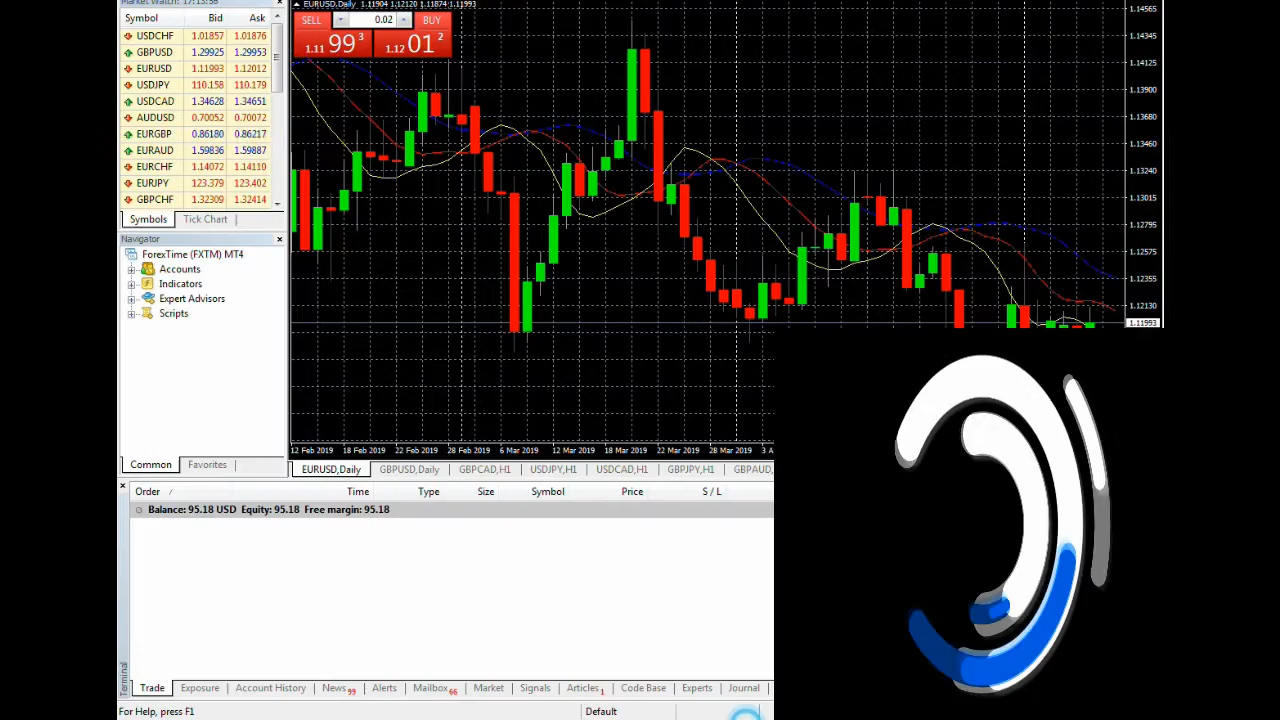 Market Watch: 17:13:56
Symbol Bid Ask
USDCHF 1.01857 1.01876
GBPUSD 1.29925 1.29953
EURUSD 1.11993 1.12012
USDJPY 110.158 110.179
USDCAD 1.34628 1.34651
AUDUSD 0.70052 0.70072
EURGBP 0.86180 0.86217
EURAUD 1.59836 1.59887
EURCHF 1.14072 1.14110
EURJPY 123.379 123.402
GBPCHF 1.32309 1.32414
Symbols Tick Chart
Navigator
ForexTime (FXTM) MT4
Accounts
Indicators
Expert Advisors
Scripts
Common Favorites
EURUSD,Daily 1.11904 1.12120 1.11874 1.11993
SELL 0.02 BUY
1.11 99 3 1.12 01 2
1.14565
1.14345
1.14125
1.13900
1.13680
1.13460
1.13240
1.13015
1.12795
1.12575
1.12355
1.12130
1.11993
12 Feb 2019 18 Feb 2019 22 Feb 2019 28 Feb 2019 6 Mar 2019 12 Mar 2019 18 Mar 2019 22 Mar 2019 28 Mar 2019 3 A
EURUSD,Daily GBPUSD,Daily GBPCAD,H1 USDJPY,H1 USDCAD,H1 GBPJPY,H1 GBPAUD,
Order Time Type Size Symbol Price S / L
Balance: 95.18 USD Equity: 95.18 Free margin: 95.18
Terminal
Trade Exposure Account History News 99 Alerts Mailbox 66 Market Signals Articles 1 Code Base Experts Journal
For Help, press F1 Default